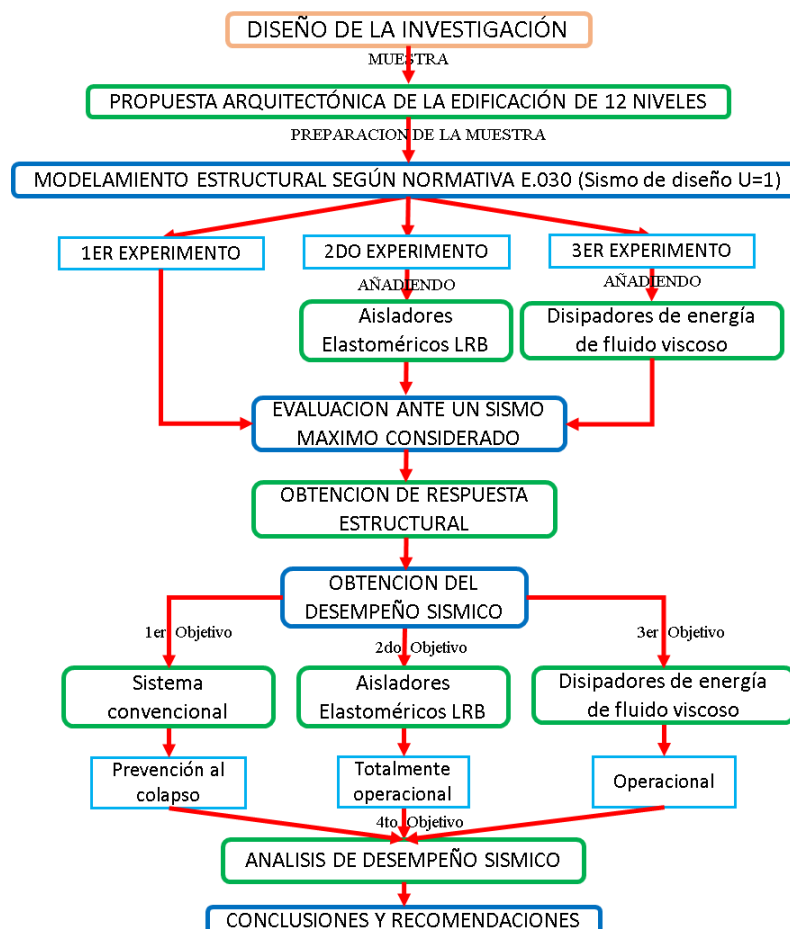 DISEÑO DE LA INVESTIGACIÓN
MUESTRA
PROPUESTA ARQUITECTÓNICA DE LA EDIFICACIÓN DE 12 NIVELES
PREPARACION DE LA MUESTRA
MODELAMIENTO ESTRUCTURAL SEGÚN NORMATIVA E.030 (Sismo de diseño U=1)
1ER EXPERIMENTO
2DO EXPERIMENTO
3ER EXPERIMENTO
AÑADIENDO
AÑADIENDO
Aisladores
Elastoméricos LRB
Disipadores de energía
de fluido viscoso
EVALUACION ANTE UN SISMO
MAXIMO CONSIDERADO
OBTENCION DE RESPUESTA
ESTRUCTURAL
OBTENCION DEL
DESEMPEÑO SISMICO
1er Objetivo
2do Objetivo
3er Objetivo
Sistema
convencional
Aisladores
Elastoméricos LRB
Disipadores de energía
de fluido viscoso
Prevención al
colapso
Totalmente
operacional
Operacional
4to Objetivo
ANALISIS DE DESEMPEÑO SISMICO
CONCLUSIONES Y RECOMENDACIONES